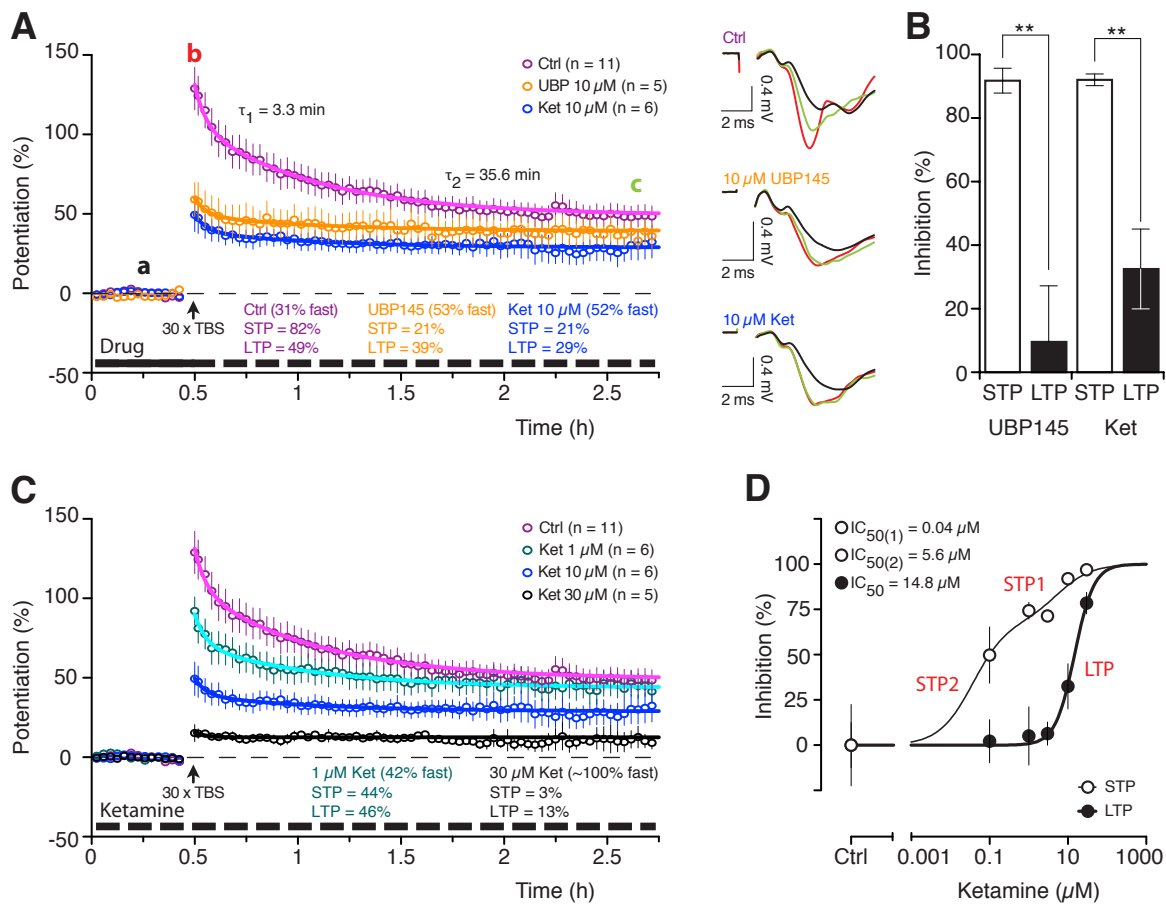 A
150
100
50
0
-50
Potentiation (%)
b
τ1 = 3.3 min
τ2 = 35.6 min
c
a
Ctrl (n = 11)
UBP 10 µM (n = 5)
Ket 10 µM (n = 6)
30 x TBS
Ctrl (31% fast)
STP = 82%
LTP = 49%
UBP145 (53% fast)
STP = 21%
LTP = 39%
Ket 10 µM (52% fast)
STP = 21%
LTP = 29%
Drug
0 0.5 1 1.5 2 2.5
Time (h)
Ctrl
0.4 mV
2 ms
10 µM UBP145
0.4 mV
2 ms
10 µM Ket
0.4 mV
2 ms
B
100
80
60
40
20
0
Inhibition (%)
** **
STP LTP STP LTP
UBP145 Ket
C
150
100
50
0
-50
Potentiation (%)
Ctrl (n = 11)
Ket 1 µM (n = 6)
Ket 10 µM (n = 6)
Ket 30 µM (n = 5)
30 x TBS
1 µM Ket (42% fast)
STP = 44%
LTP = 46%
30 µM Ket (~100% fast)
STP = 3%
LTP = 13%
Ketamine
0 0.5 1 1.5 2 2.5
Time (h)
D
IC50(1) = 0.04 µM
IC50(2) = 5.6 µM
IC50 = 14.8 µM
100
75
50
25
0
Inhibition (%)
STP1
STP2
LTP
STP
LTP
Ctrl 0.001 0.1 10 1000
Ketamine (µM)